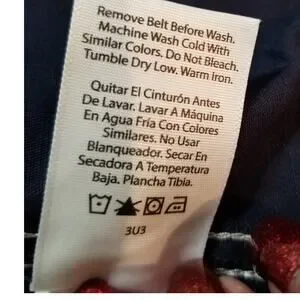 Remove Belt Before Wash.
Machine Wash Cold With
Similar Colors. Do Not Bleach.
Tumble Dry Low. Warm Iron.
Quitar El Cinturón Antes
De Lavar. Lavar A Máquina
En Agua Fría Con Colores
Similares. No Usar
Blanqueador. Secar En
Secadora A Temperatura
Baja. Plancha Tibia.
3U3